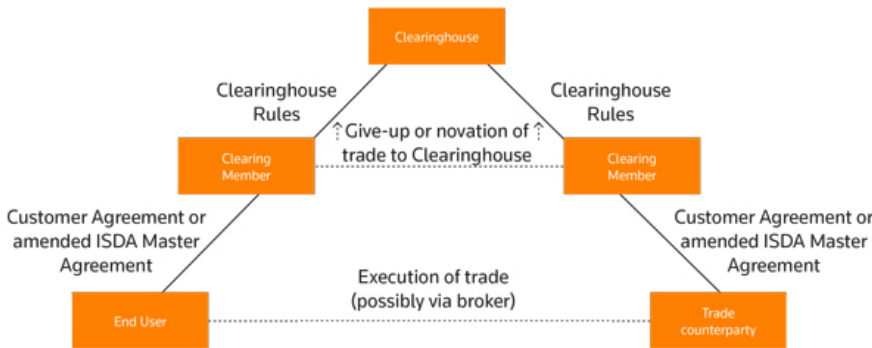 Clearinghouse
Clearinghouse
Rules
Clearinghouse
Rules
↑Give-up or novation of↑
trade to Clearinghouse
Clearing
Member
Clearing
Member
Customer Agreement or
amended ISDA Master
Agreement
Customer Agreement or
amended ISDA Master
Agreement
Execution of trade
(possibly via broker)
End User
Trade
counterparty